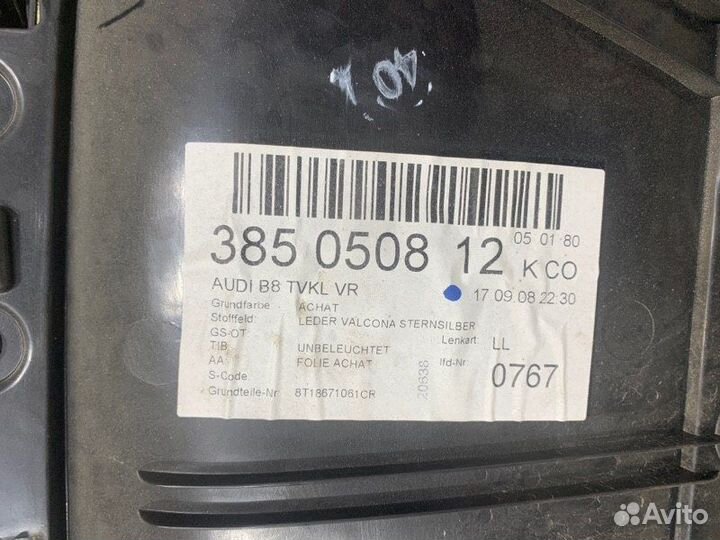 40
385 0508 12 K CO
05 01 80
AUDI B8 TVKL VR
17.09.08 22:30
Grundfarbe: ACHAT
Stofffeld: LEDER VALCONA STERNSILBER
GS-OT: Lenkart: LL
TIB: UNBELEUCHTET
AA: FOLIE ACHAT lfd-Nr 0767
S-Code:
Grundteile-Nr: 8T1867106 1CR
20638
Avito